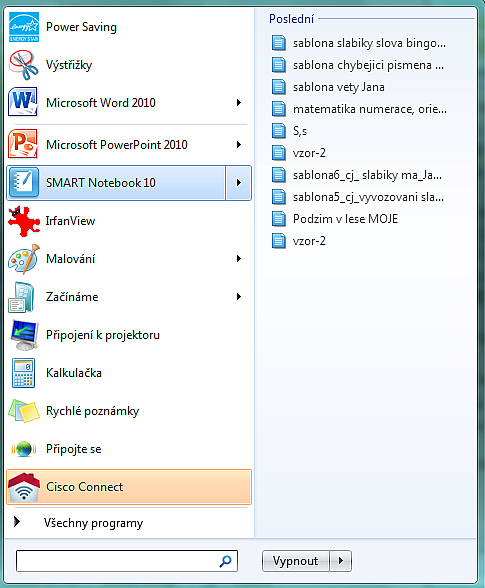 Power Saving
ENERGY STAR
Výstřižky
Microsoft Word 2010
Microsoft PowerPoint 2010
SMART Notebook 10
IrfanView
Malování
Začínáme
Připojení k projektoru
Kalkulačka
Rychlé poznámky
Připojte se
Cisco Connect
Všechny programy
Poslední
sablona slabiky slova bingo...
sablona chybejici pismena ...
sablona vety Jana
matematika numerace, orie...
S,s
vzor-2
sablona6_cj_ slabiky ma_Ja...
sablona5_cj_vyvozovani sla...
Podzim v lese MOJE
vzor-2
Vypnout